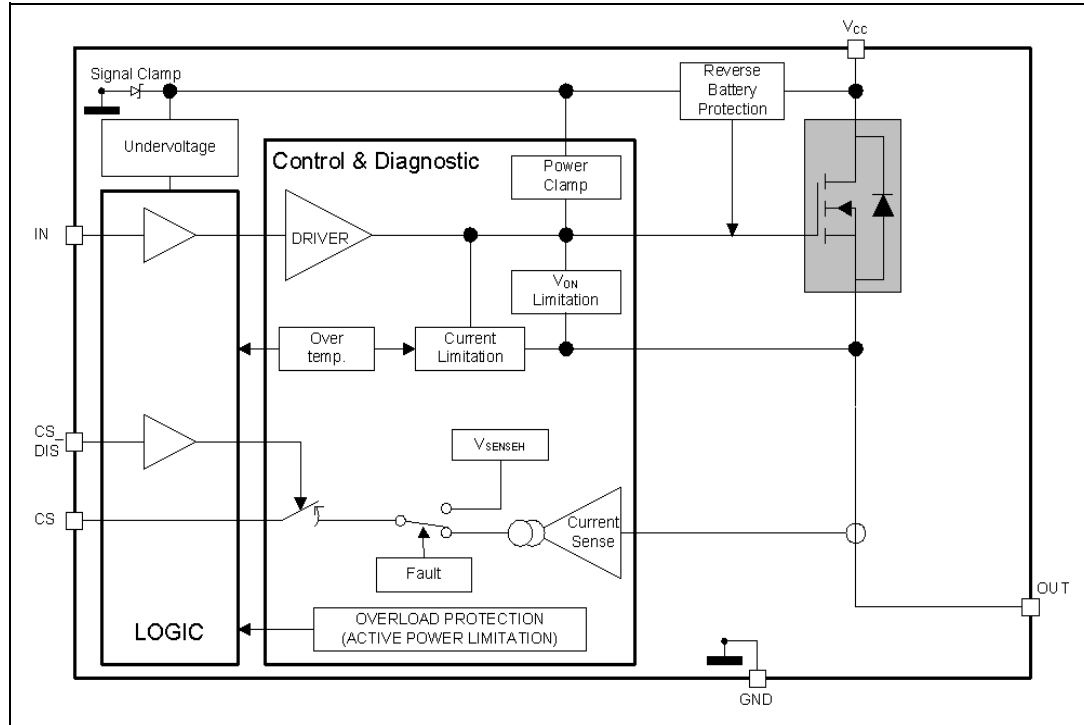 VCC
Signal Clamp
Reverse
Battery
Protection
Undervoltage
Control & Diagnostic
Power
Clamp
IN
DRIVER
VON
Limitation
Over
temp.
Current
Limitation
CS_
DIS
VSENSEH
CS
Current
Sense
Fault
OUT
LOGIC
OVERLOAD PROTECTION
(ACTIVE POWER LIMITATION)
GND